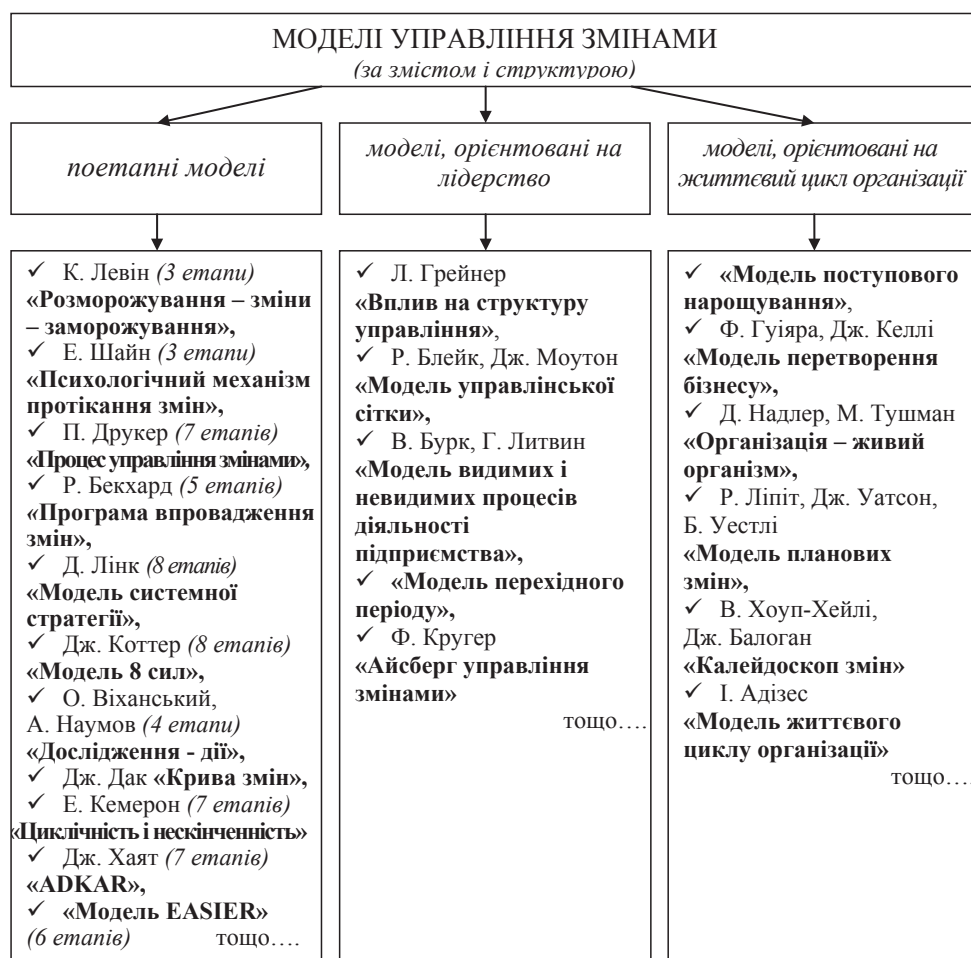 МОДЕЛІ УПРАВЛІННЯ ЗМІНАМИ
(за змістом і структурою)
поетапні моделі
моделі, орієнтовані на
лідерство
моделі, орієнтовані на
життєвий цикл організації
✓ К. Левін (3 етапи)
«Розморожування – зміни
– заморожування»,
✓ Е. Шайн (3 етапи)
«Психологічний механізм
протікання змін»,
✓ П. Друкер (7 етапів)
«Процес управління змінами»,
✓ Р. Бекхард (5 етапів)
«Програма впровадження
змін»,
✓ Д. Лінк (8 етапів)
«Модель системної
стратегії»,
✓ Дж. Коттер (8 етапів)
«Модель 8 сил»,
✓ О. Віханський,
А. Наумов (4 етапи)
«Дослідження - дії»,
✓ Дж. Дак «Крива змін»,
✓ Е. Кемерон (7 етапів)
«Циклічність і нескінченність»
✓ Дж. Хаят (7 етапів)
«ADKAR»,
✓ «Модель EASIER»
(6 етапів) тощо….
✓ Л. Грейнер
«Вплив на структуру
управління»,
✓ Р. Блейк, Дж. Моутон
«Модель управлінської
сітки»,
✓ В. Бурк, Г. Литвин
«Модель видимих і
невидимих процесів
діяльності
підприємства»,
✓ «Модель перехідного
періоду»,
✓ Ф. Кругер
«Айсберг управління
змінами»
тощо….
✓ «Модель поступового
нарощування»,
✓ Ф. Гуіяра, Дж. Келлі
«Модель перетворення
бізнесу»,
✓ Д. Надлер, М. Тушман
«Організація – живий
організм»,
✓ Р. Ліпіт, Дж. Уатсон,
Б. Уестлі
«Модель планових
змін»,
✓ В. Хоуп-Хейлі,
Дж. Балоган
«Калейдоскоп змін»
✓ І. Адізес
«Модель життєвого
циклу організації»
тощо….